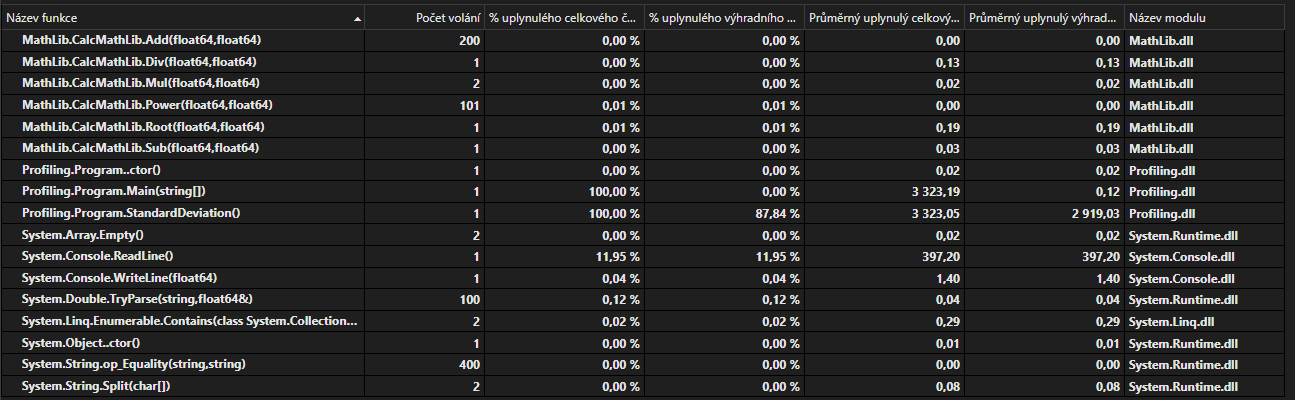 Název funkce Počet volání % uplynulého celkového č... % uplynulého výhradního ... Průměrný uplynulý celkový... Průměrný uplynulý výhrad... Název modulu
MathLib.CalcMathLib.Add(float64,float64) 200 0,00 % 0,00 % 0,00 0,00 MathLib.dll
MathLib.CalcMathLib.Div(float64,float64) 1 0,00 % 0,00 % 0,13 0,13 MathLib.dll
MathLib.CalcMathLib.Mul(float64,float64) 2 0,00 % 0,00 % 0,02 0,02 MathLib.dll
MathLib.CalcMathLib.Power(float64,float64) 101 0,01 % 0,01 % 0,00 0,00 MathLib.dll
MathLib.CalcMathLib.Root(float64,float64) 1 0,01 % 0,01 % 0,19 0,19 MathLib.dll
MathLib.CalcMathLib.Sub(float64,float64) 1 0,00 % 0,00 % 0,03 0,03 MathLib.dll
Profiling.Program..ctor() 1 0,00 % 0,00 % 0,02 0,02 Profiling.dll
Profiling.Program.Main(string[]) 1 100,00 % 0,00 % 3 323,19 0,12 Profiling.dll
Profiling.Program.StandardDeviation() 1 100,00 % 87,84 % 3 323,05 2 919,03 Profiling.dll
System.Array.Empty() 2 0,00 % 0,00 % 0,02 0,02 System.Runtime.dll
System.Console.ReadLine() 1 11,95 % 11,95 % 397,20 397,20 System.Console.dll
System.Console.WriteLine(float64) 1 0,04 % 0,04 % 1,40 1,40 System.Console.dll
System.Double.TryParse(string,float64&) 100 0,12 % 0,12 % 0,04 0,04 System.Runtime.dll
System.Linq.Enumerable.Contains(class System.Collection... 2 0,02 % 0,02 % 0,29 0,29 System.Linq.dll
System.Object..ctor() 1 0,00 % 0,00 % 0,01 0,01 System.Runtime.dll
System.String.op_Equality(string,string) 400 0,00 % 0,00 % 0,00 0,00 System.Runtime.dll
System.String.Split(char[]) 2 0,00 % 0,00 % 0,08 0,08 System.Runtime.dll